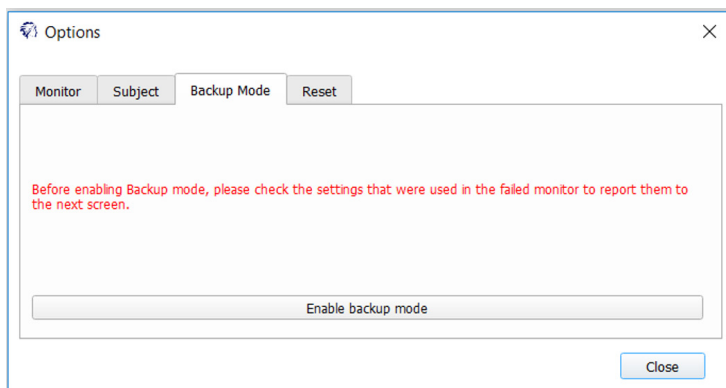 Options
Monitor Subject Backup Mode Reset
Before enabling Backup mode, please check the settings that were used in the failed monitor to report them to
the next screen.
Enable backup mode
Close